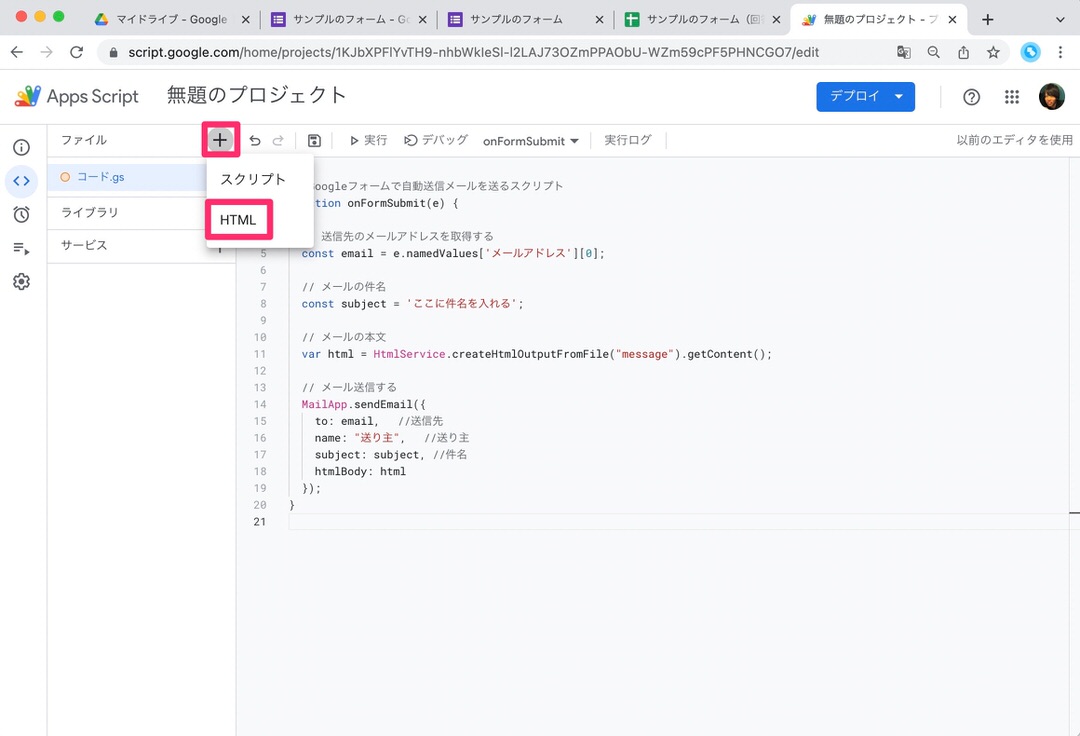 マイドライブ - Google
サンプルのフォーム - Go
サンプルのフォーム
サンプルのフォーム（回
無題のプロジェクト - プ
Apps Script
無題のプロジェクト
デプロイ
ファイル
実行
デバッグ
onFormSubmit
実行ログ
以前のエディタを使用
コード.gs
ライブラリ
サービス
スクリプト
HTML
Googleフォームで自動送信メールを送るスクリプト
onFormSubmit(e) {
送信先のメールアドレスを取得する
5 const email = e.namedValues['メールアドレス'][0];
6
7 // メールの件名
8 const subject = 'ここに件名を入れる';
9
10 // メールの本文
11 var html = HtmlService.createHtmlOutputFromFile("message").getContent();
12
13 // メール送信する
14 MailApp.sendEmail({
15 to: email, //送信先
16 name: "送り主", //送り主
17 subject: subject, //件名
18 htmlBody: html
19 });
20 }
21